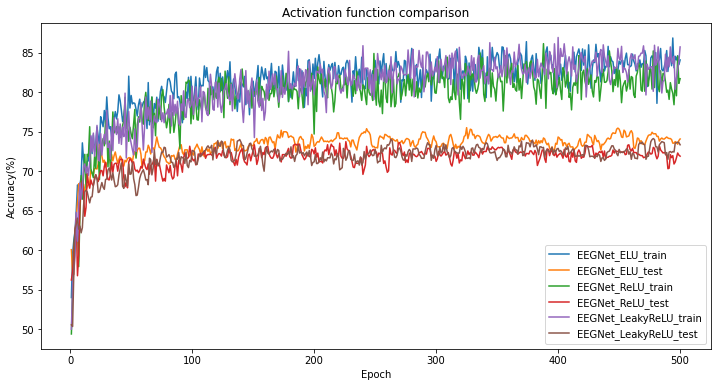 Activation function comparison
Accuracy(%)
85
80
75
70
65
60
55
50
0 100 200 300 400 500
Epoch
EEGNet_ELU_train
EEGNet_ELU_test
EEGNet_ReLU_train
EEGNet_ReLU_test
EEGNet_LeakyReLU_train
EEGNet_LeakyReLU_test